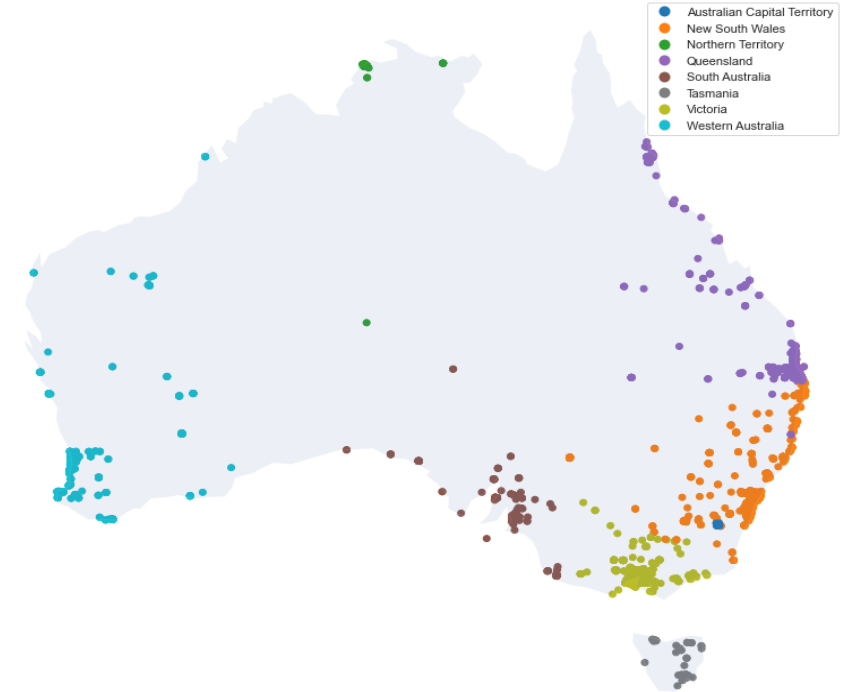 Australian Capital Territory
New South Wales
Northern Territory
Queensland
South Australia
Tasmania
Victoria
Western Australia